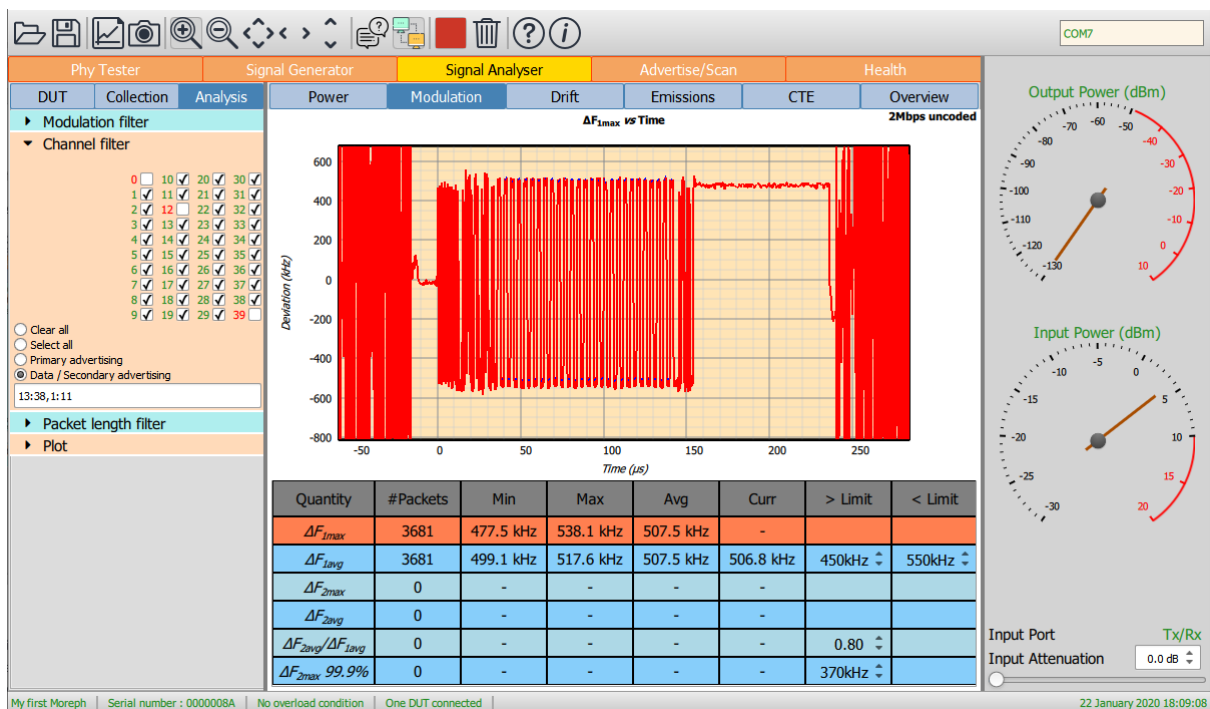 COM7
Phy Tester Signal Generator Signal Analyser Advertise/Scan Health
DUT Collection Analysis Power Modulation Drift Emissions CTE Overview
Modulation filter
Channel filter
0 10 20 30
1 11 21 31
2 12 22 32
3 13 23 33
4 14 24 34
5 15 25 35
6 16 26 36
7 17 27 37
8 18 28 38
9 19 29 39
Clear all
Select all
Primary advertising
Data / Secondary advertising
13:38,1:11
Packet length filter
Plot
ΔF1max vs Time
2Mbps uncoded
Deviation (kHz)
600
400
200
0
-200
-400
-600
-800
-50 0 50 100 150 200 250
Time (µs)
Quantity #Packets Min Max Avg Curr > Limit < Limit
ΔF1max 3681 477.5 kHz 538.1 kHz 507.5 kHz -
ΔF1avg 3681 499.1 kHz 517.6 kHz 507.5 kHz 506.8 kHz 450kHz 550kHz
ΔF2max 0 - - - -
ΔF2avg 0 - - - -
ΔF2avg/ΔF1avg 0 - - - - 0.80
ΔF2max 99.9% 0 - - - - 370kHz
Output Power (dBm)
-130 -120 -110 -100 -90 -80 -70 -60 -50 -40 -30 -20 -10 0 10
Input Power (dBm)
-30 -25 -20 -15 -10 -5 0 5 10 15 20
Input Port Tx/Rx
Input Attenuation 0.0 dB
My first Moreph Serial number : 0000008A No overload condition One DUT connected 22 January 2020 18:09:08